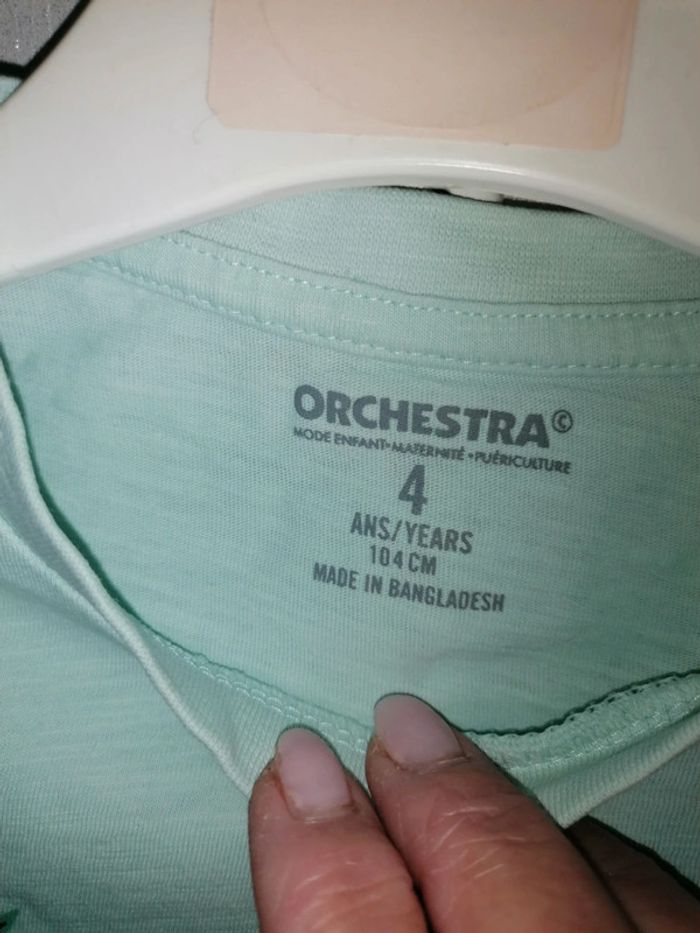 ORCHESTRA©
MODE ENFANT•MATERNITÉ•PUÉRICULTURE
4
ANS/YEARS
104 CM
MADE IN BANGLADESH